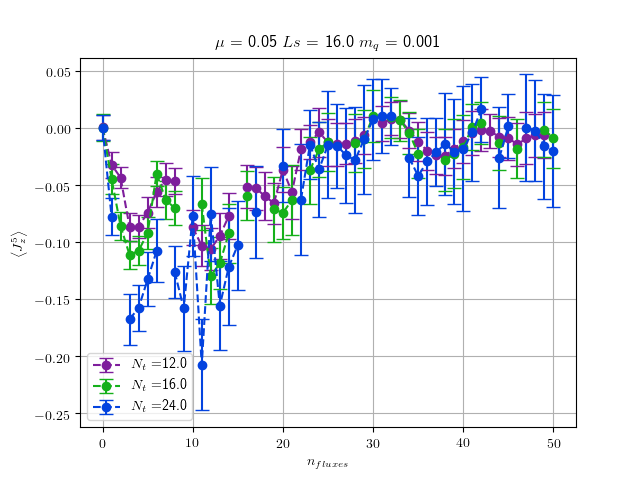 μ = 0.05 Ls = 16.0 m_q = 0.001
0.05
0.00
−0.05
−0.10
−0.15
−0.20
−0.25
⟨J_z^5⟩
N_t =12.0
N_t =16.0
N_t =24.0
0 10 20 30 40 50
n_fluxes